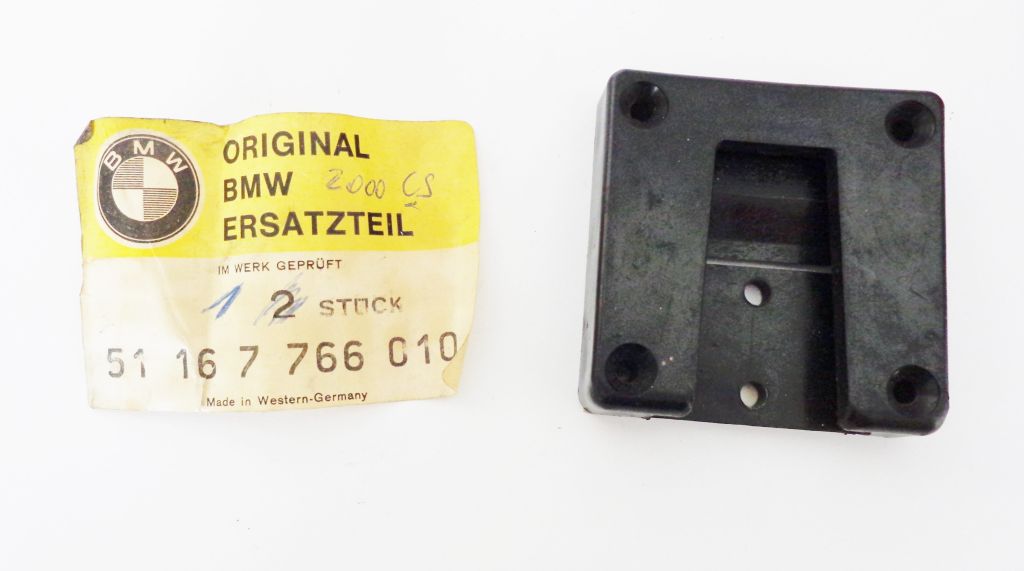 BMW
ORIGINAL
BMW 2000 CS
ERSATZTEIL
IM WERK GEPRÜFT
1 2 STÜCK
51 16 7 766 010
Made in Western-Germany